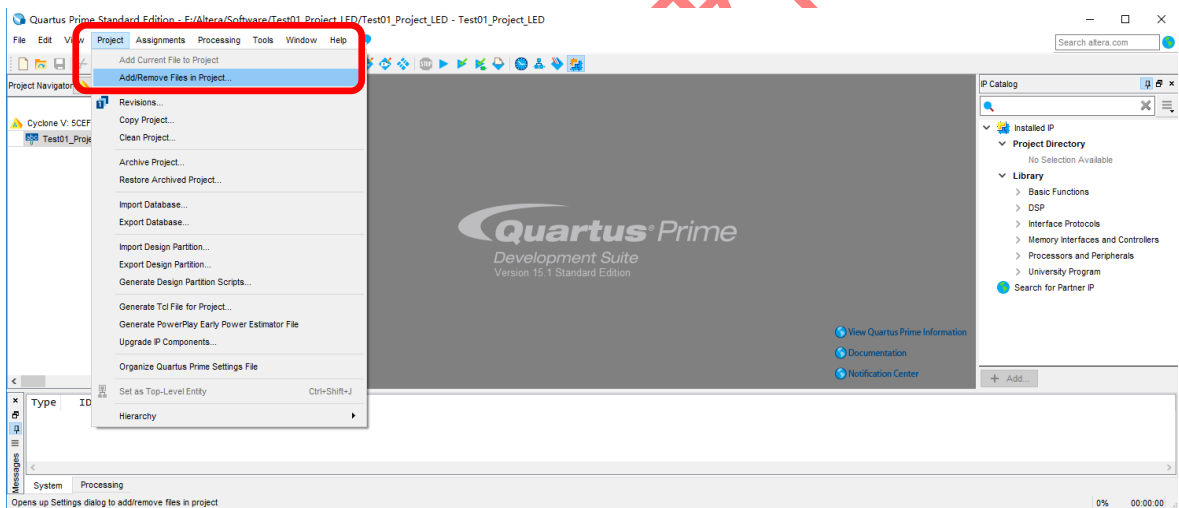 Quartus Prime Standard Edition - E:/Altera/Software/Test01_Project_LED/Test01_Project_LED - Test01_Project_LED
File Edit View Project Assignments Processing Tools Window Help
Search altera.com
Add Current File to Project
Add/Remove Files in Project...
Revisions...
Copy Project...
Clean Project...
Archive Project...
Restore Archived Project...
Import Database...
Export Database...
Import Design Partition...
Export Design Partition...
Generate Design Partition Scripts...
Generate Tcl File for Project...
Generate PowerPlay Early Power Estimator File
Upgrade IP Components...
Organize Quartus Prime Settings File
Set as Top-Level Entity Ctrl+Shift+J
Hierarchy
Project Navigator
Cyclone V: 5CEF
Test01_Proje
STOP
Quartus Prime
Development Suite
Version 15.1 Standard Edition
View Quartus Prime Information
Documentation
Notification Center
IP Catalog
Installed IP
Project Directory
No Selection Available
Library
Basic Functions
DSP
Interface Protocols
Memory Interfaces and Controllers
Processors and Peripherals
University Program
Search for Partner IP
+ Add...
Type ID
Messages
System Processing
Opens up Settings dialog to add/remove files in project
0% 00:00:00